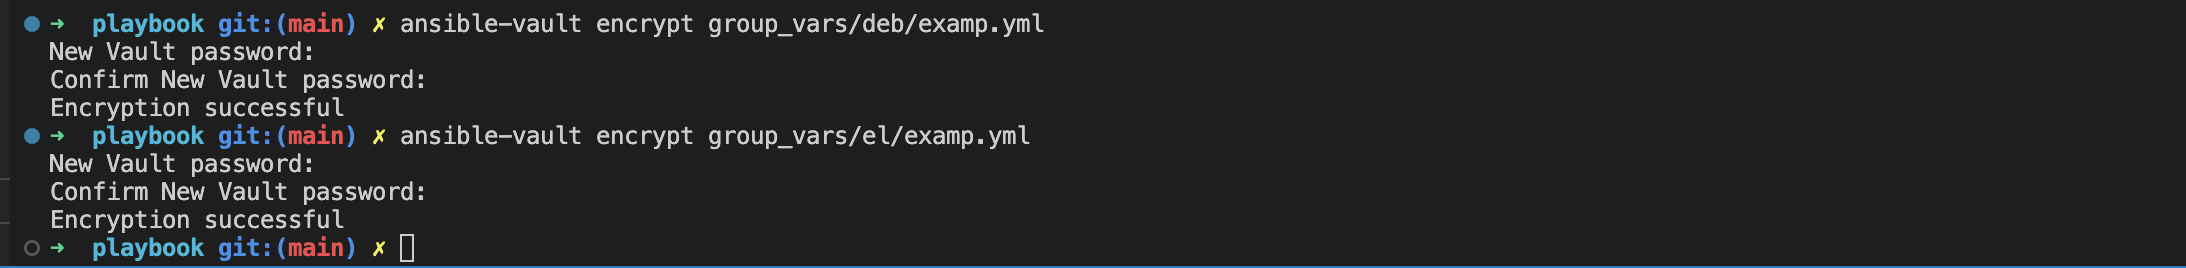 ➜  playbook git:(main) ✗ ansible-vault encrypt group_vars/deb/examp.yml
New Vault password:
Confirm New Vault password:
Encryption successful
➜  playbook git:(main) ✗ ansible-vault encrypt group_vars/el/examp.yml
New Vault password:
Confirm New Vault password:
Encryption successful
➜  playbook git:(main) ✗